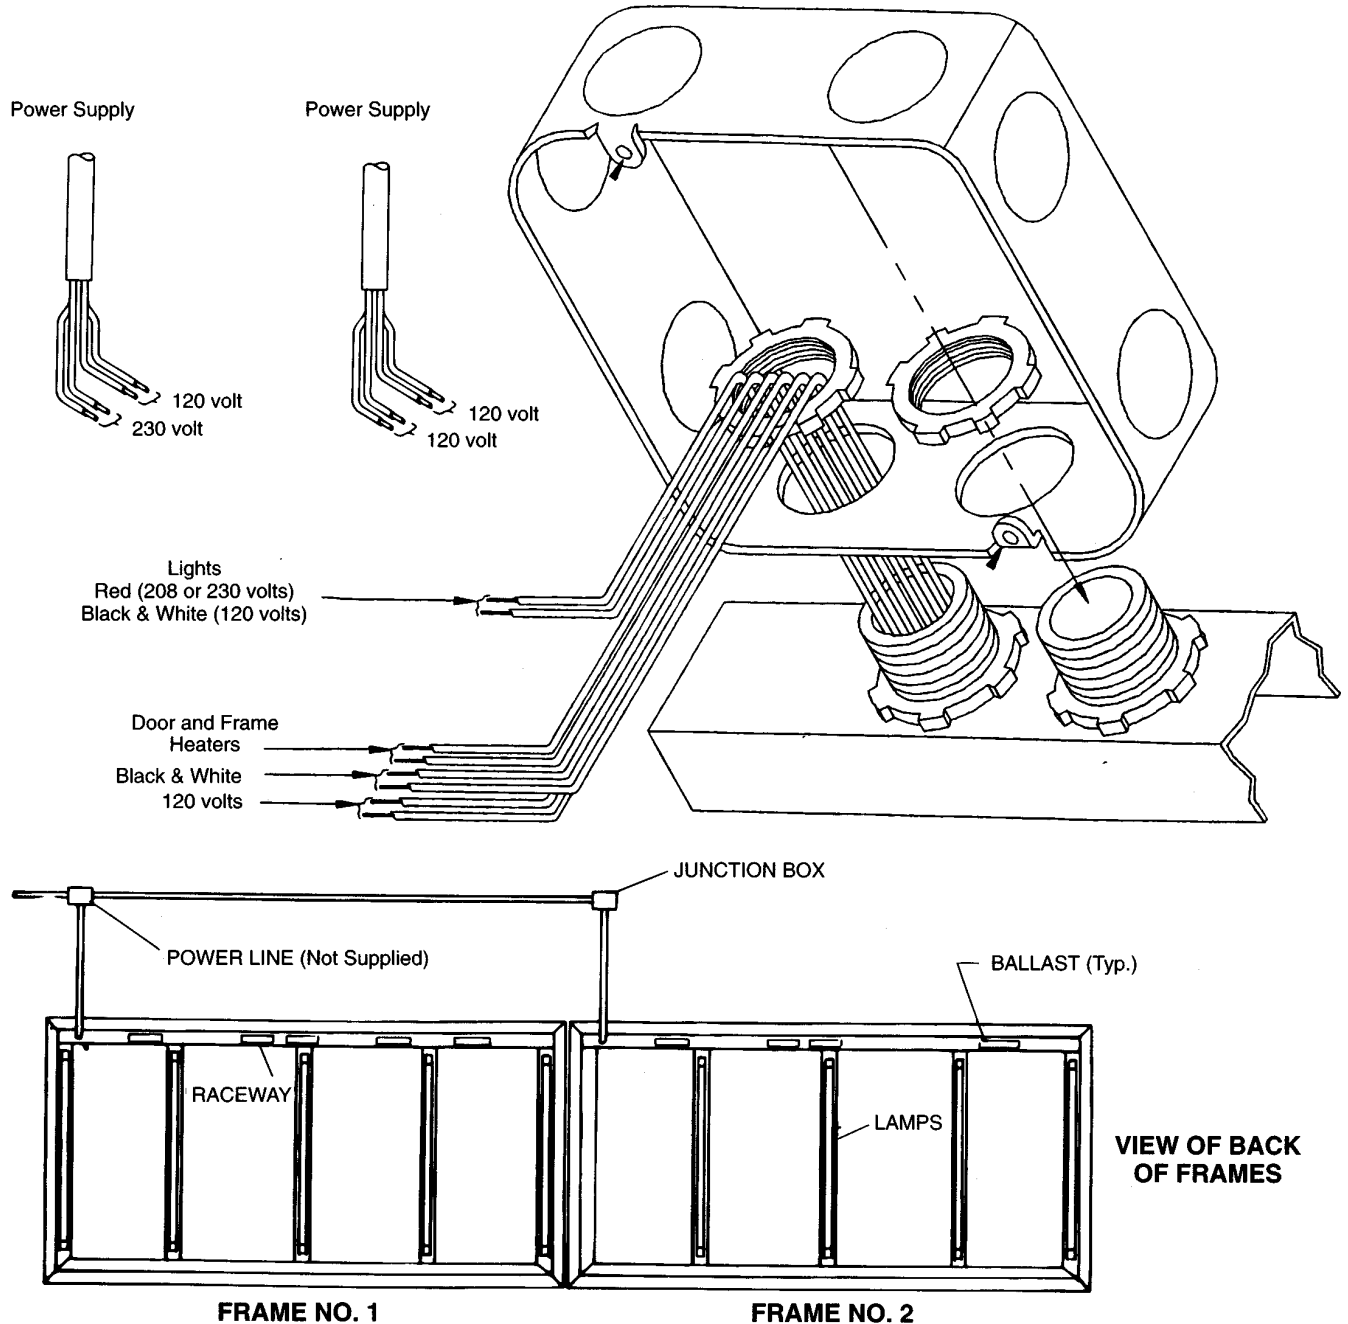 Power Supply
Power Supply
120 volt
230 volt
120 volt
120 volt
Lights
Red (208 or 230 volts)
Black & White (120 volts)
Door and Frame
Heaters
Black & White
120 volts
JUNCTION BOX
POWER LINE (Not Supplied)
BALLAST (Typ.)
RACEWAY
LAMPS
VIEW OF BACK
OF FRAMES
FRAME NO. 1
FRAME NO. 2